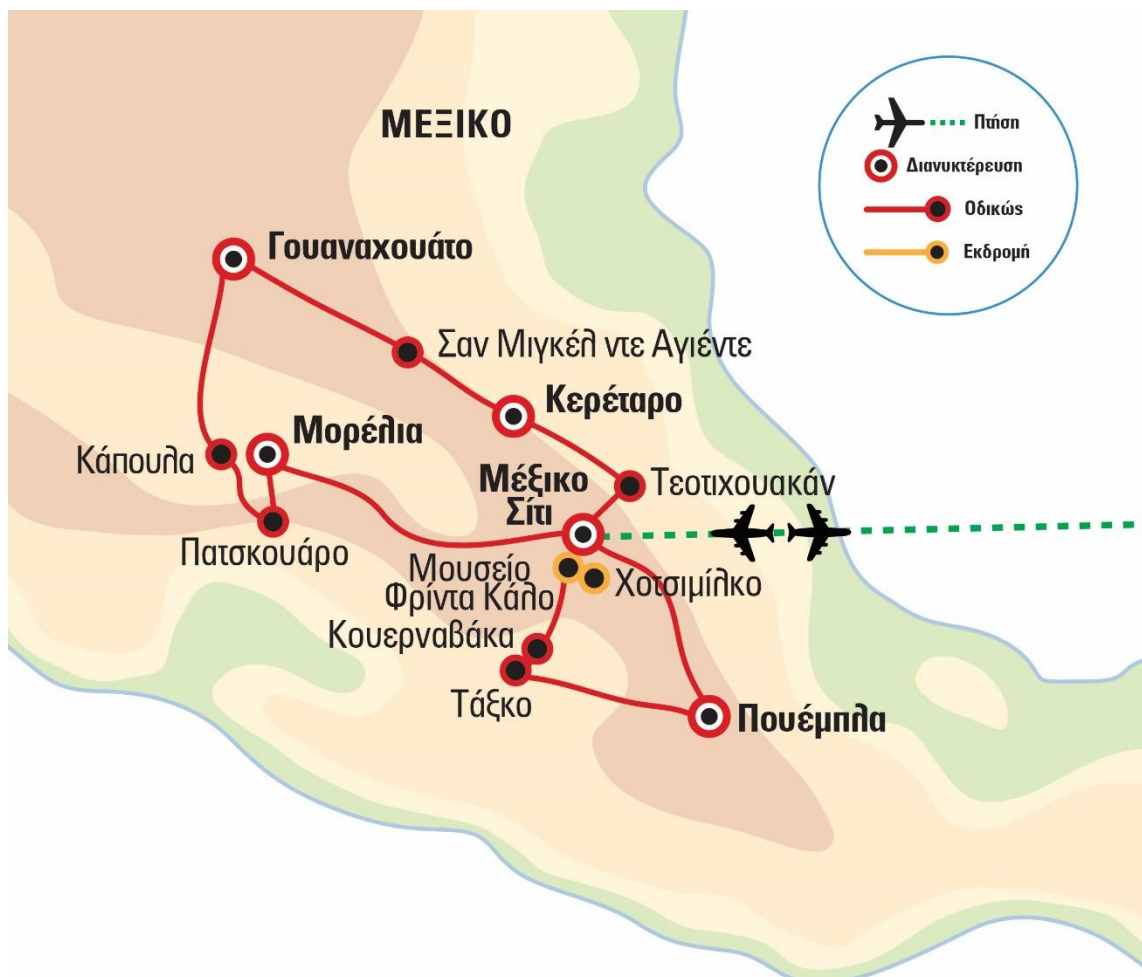 ΜΕΞΙΚΟ
Πτήση
Διανυκτέρευση
Οδικώς
Εκδρομή
Γουαναχουάτο
Σαν Μιγκέλ ντε Αγιέντε
Κερέταρο
Μορέλια
Κάπουλα
Μέξικο
Σίτι
Τεοτιχουακάν
Πατσκουάρο
Μουσείο
Φρίντα Κάλο
Χοτσιμίλκο
Κουερναβάκα
Τάξκο
Πουέμπλα